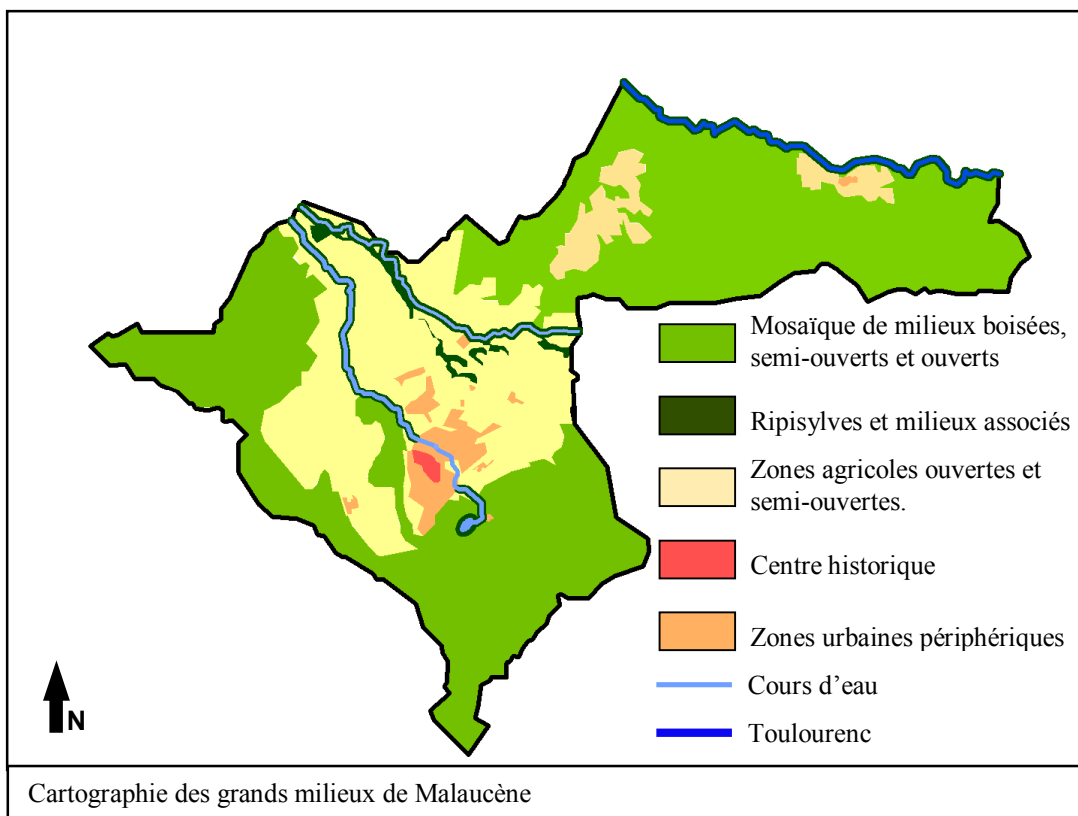 Mosaïque de milieux boisées,
semi-ouverts et ouverts
Ripisylves et milieux associés
Zones agricoles ouvertes et
semi-ouvertes.
Centre historique
Zones urbaines périphériques
Cours d’eau
Toulourenc
N
Cartographie des grands milieux de Malaucène